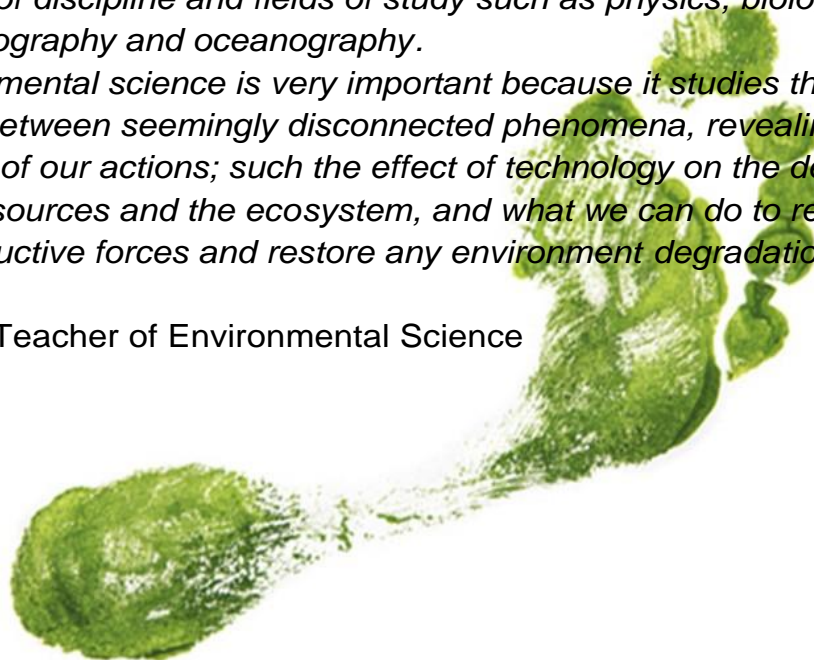 or discipline and fields of study such as physics, biolo
ography and oceanography.
mental science is very important because it studies th
etween seemingly disconnected phenomena, reveali
of our actions; such the effect of technology on the de
sources and the ecosystem, and what we can do to re
uctive forces and restore any environment degradatio
Teacher of Environmental Science